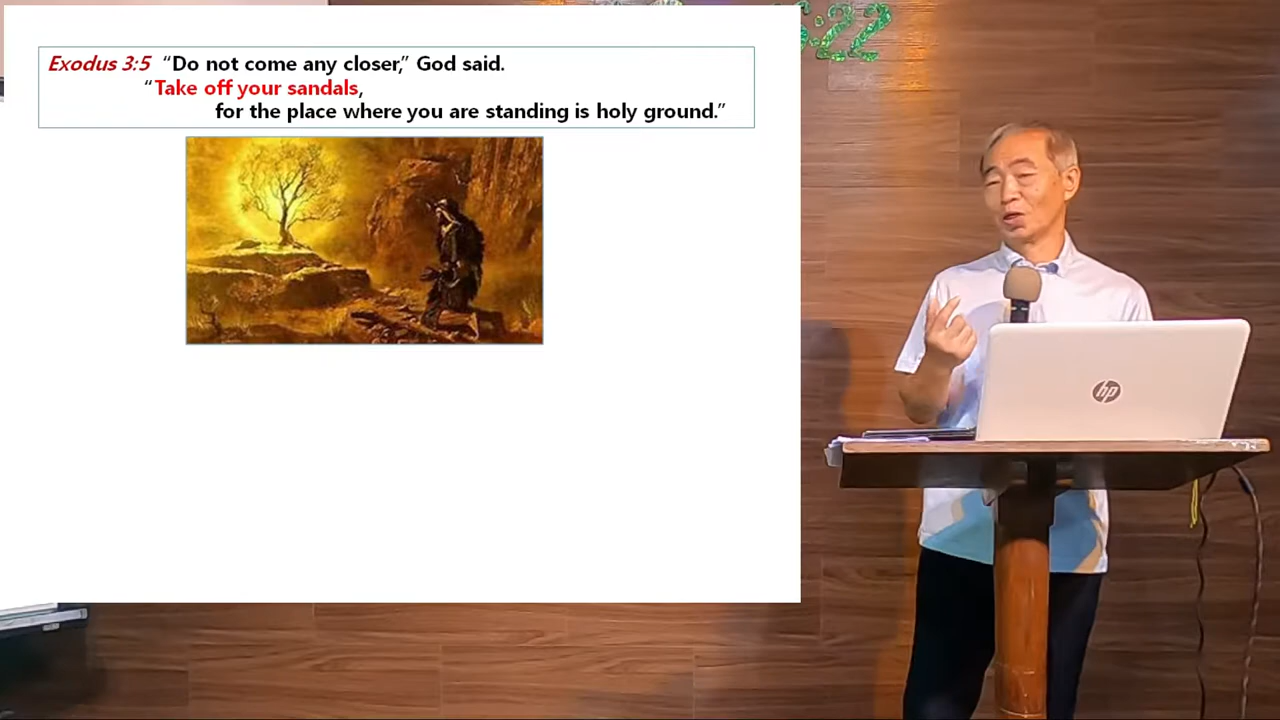 Exodus 3:5 “Do not come any closer,” God said.
“Take off your sandals,
for the place where you are standing is holy ground.”
:22
hp